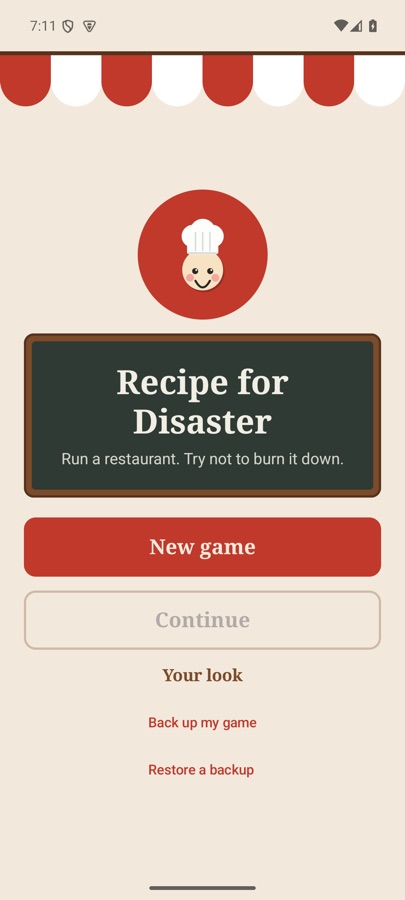 7:11
Recipe for
Disaster
Run a restaurant. Try not to burn it down.
New game
Continue
Your look
Back up my game
Restore a backup